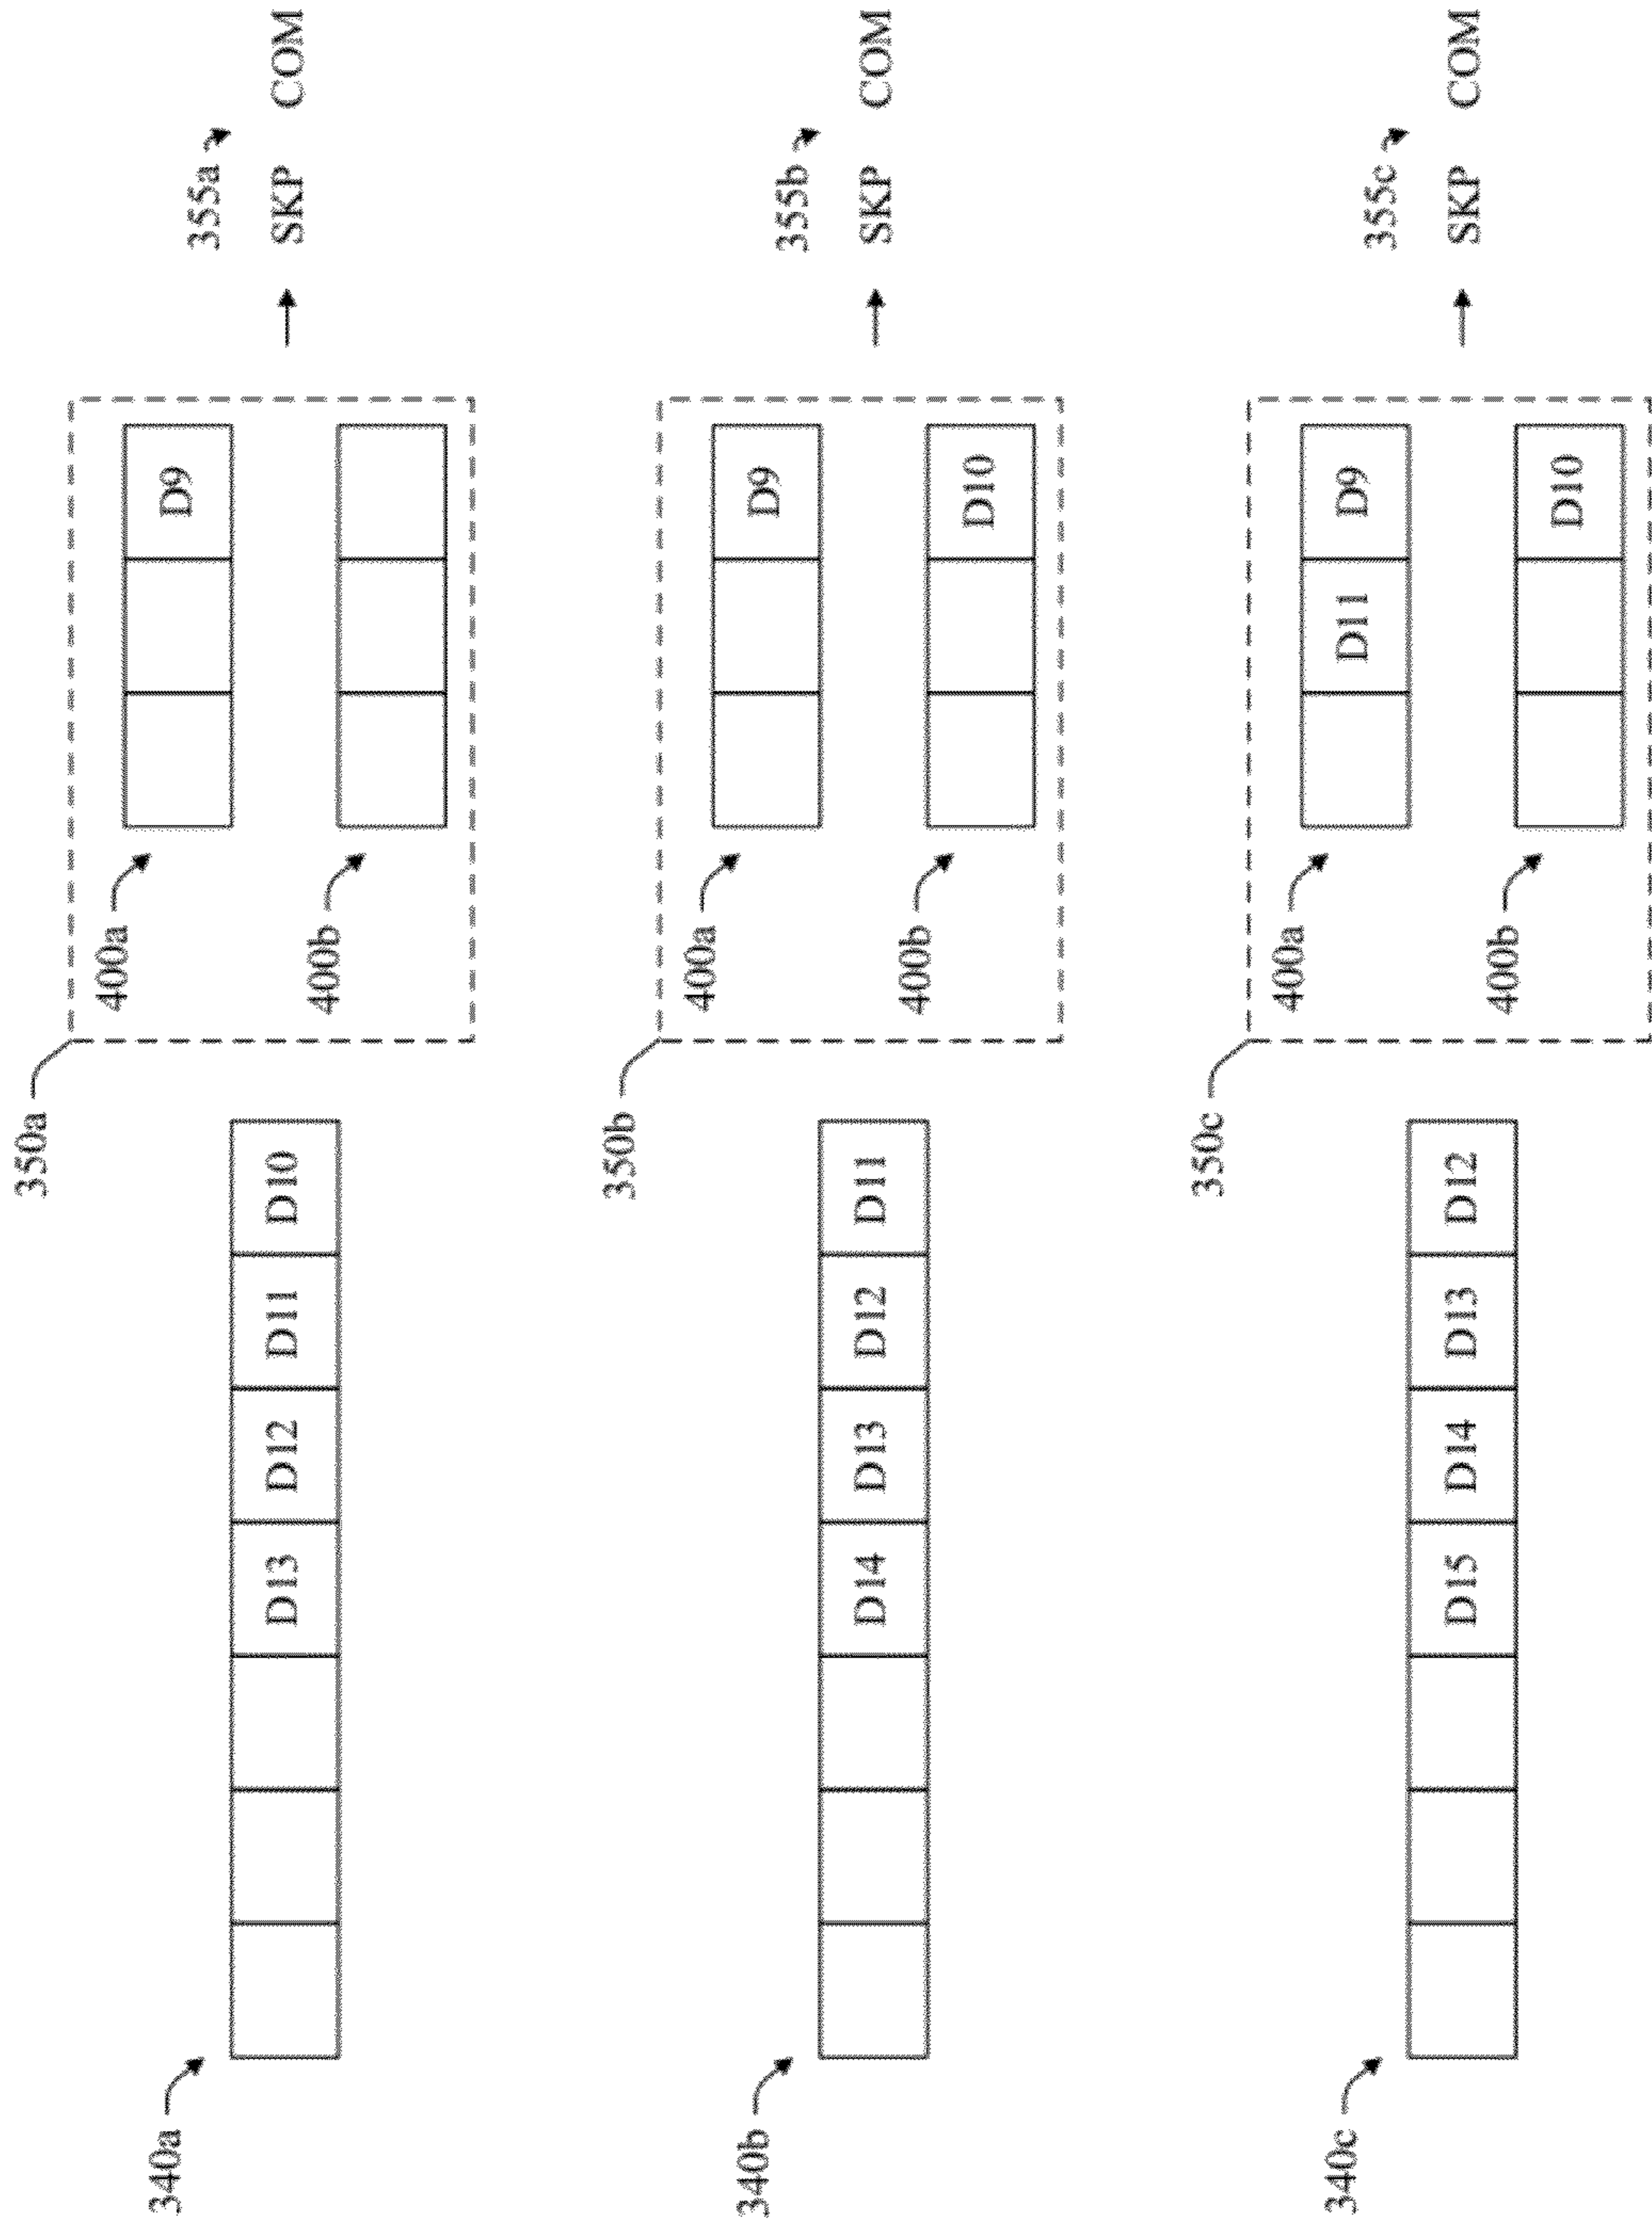 350a
400a
340a
D9
355a
D13 D12 D11 D10
SKP COM
400b
350b
400a
340b
D9
355b
D14 D13 D12 D11
SKP COM
400b
D10
350c
400a
340c
D11 D9
355c
D15 D14 D13 D12
SKP COM
400b
D10